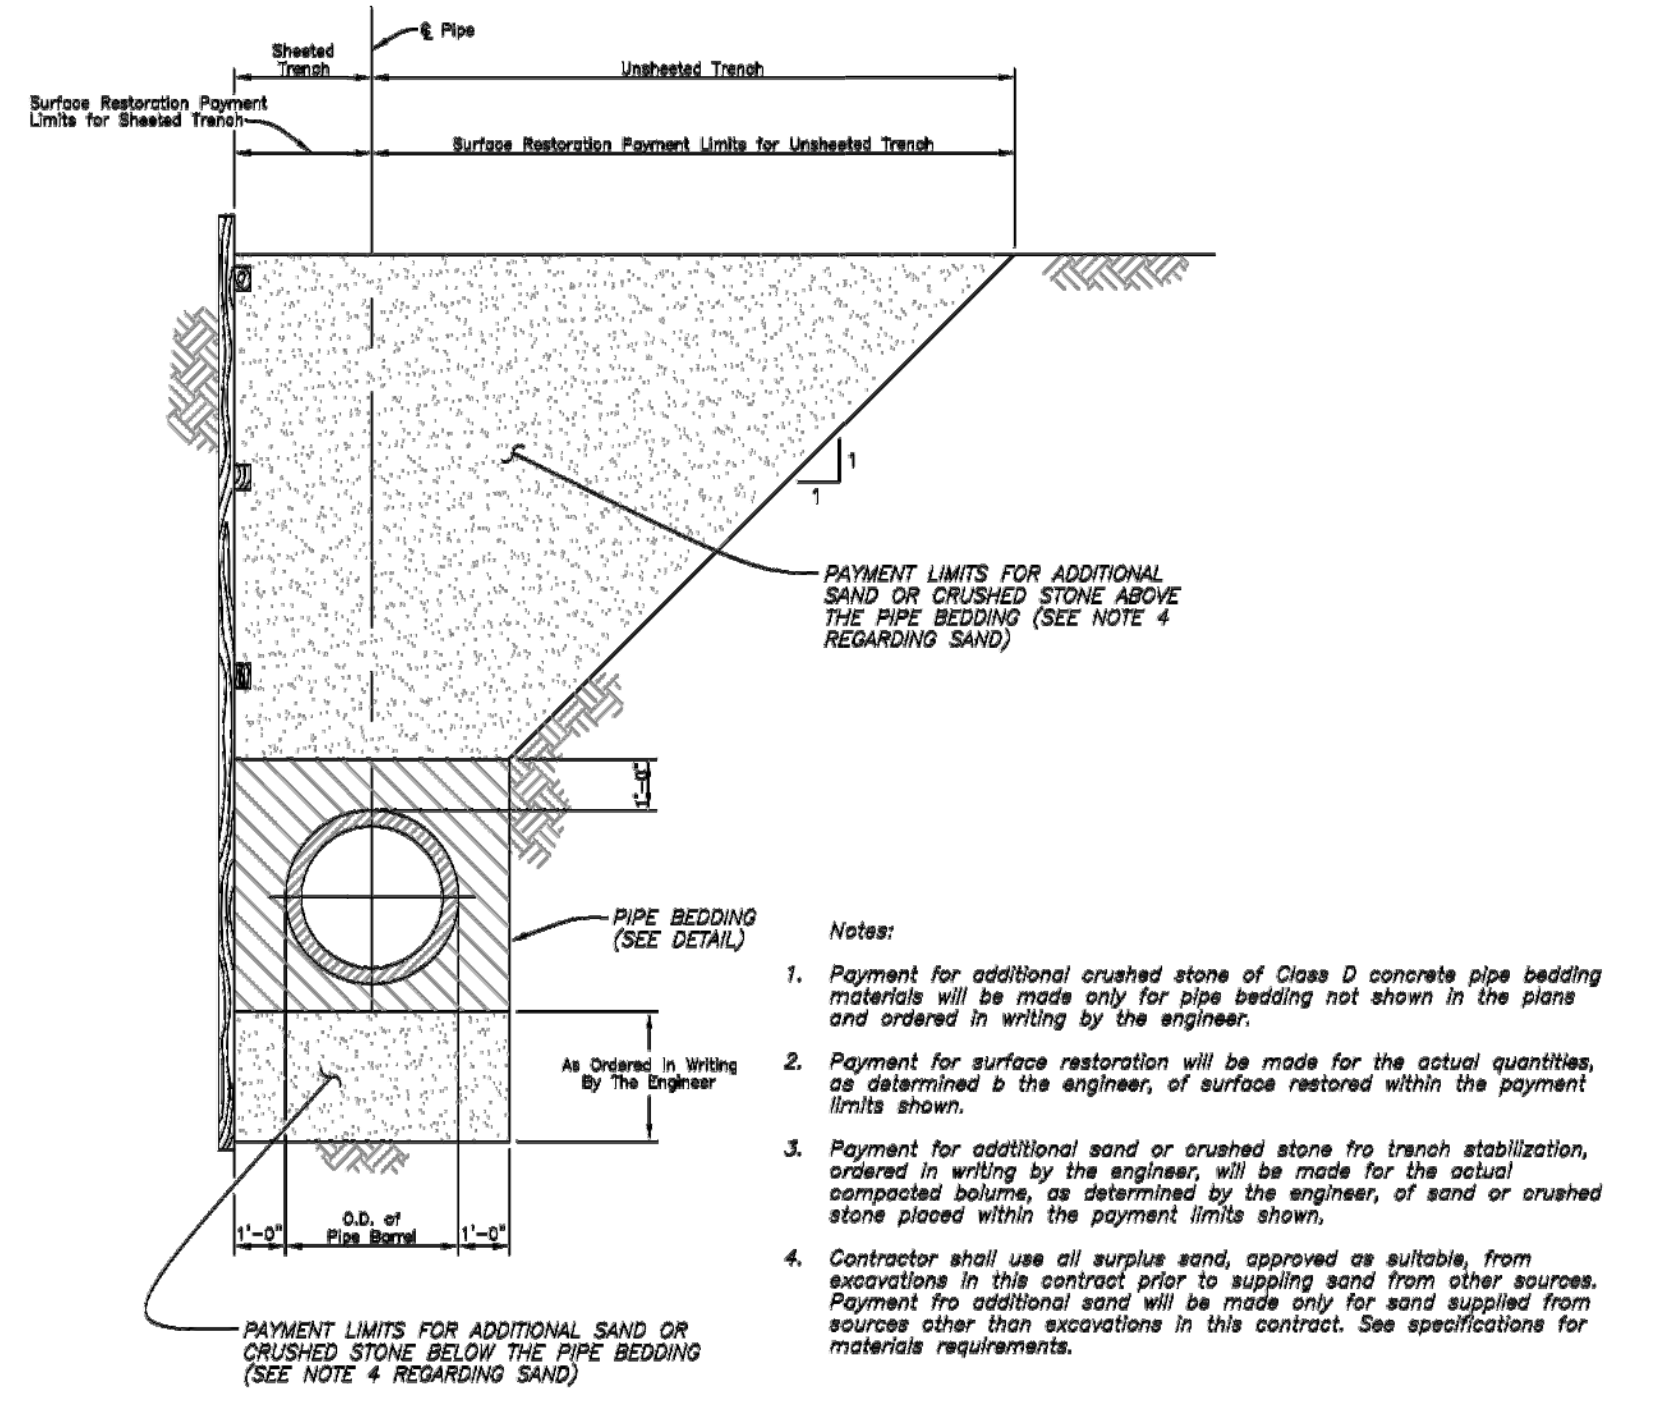 ℄ Pipe
Sheeted
Trench
Unsheeted Trench
Surface Restoration Payment
Limits for Sheeted Trench
Surface Restoration Payment Limits for Unsheeted Trench
1
1
PAYMENT LIMITS FOR ADDITIONAL
SAND OR CRUSHED STONE ABOVE
THE PIPE BEDDING (SEE NOTE 4
REGARDING SAND)
1'-0"
PIPE BEDDING
(SEE DETAIL)
As Ordered In Writing
By The Engineer
1'-0"
O.D. of
Pipe Barrel
1'-0"
PAYMENT LIMITS FOR ADDITIONAL SAND OR
CRUSHED STONE BELOW THE PIPE BEDDING
(SEE NOTE 4 REGARDING SAND)
Notes:
1. Payment for additional crushed stone of Class D concrete pipe bedding
materials will be made only for pipe bedding not shown in the plans
and ordered in writing by the engineer.
2. Payment for surface restoration will be made for the actual quantities,
as determined b the engineer, of surface restored within the payment
limits shown.
3. Payment for addtitional sand or crushed stone fro trench stabilization,
ordered in writing by the engineer, will be made for the actual
compacted bolume, as determined by the engineer, of sand or crushed
stone placed within the payment limits shown,
4. Contractor shall use all surplus sand, approved as suitable, from
excavations in this contract prior to suppling sand from other sources.
Payment fro additional sand will be made only for sand supplied from
sources other than excavations in this contract. See specifications for
materials requirements.